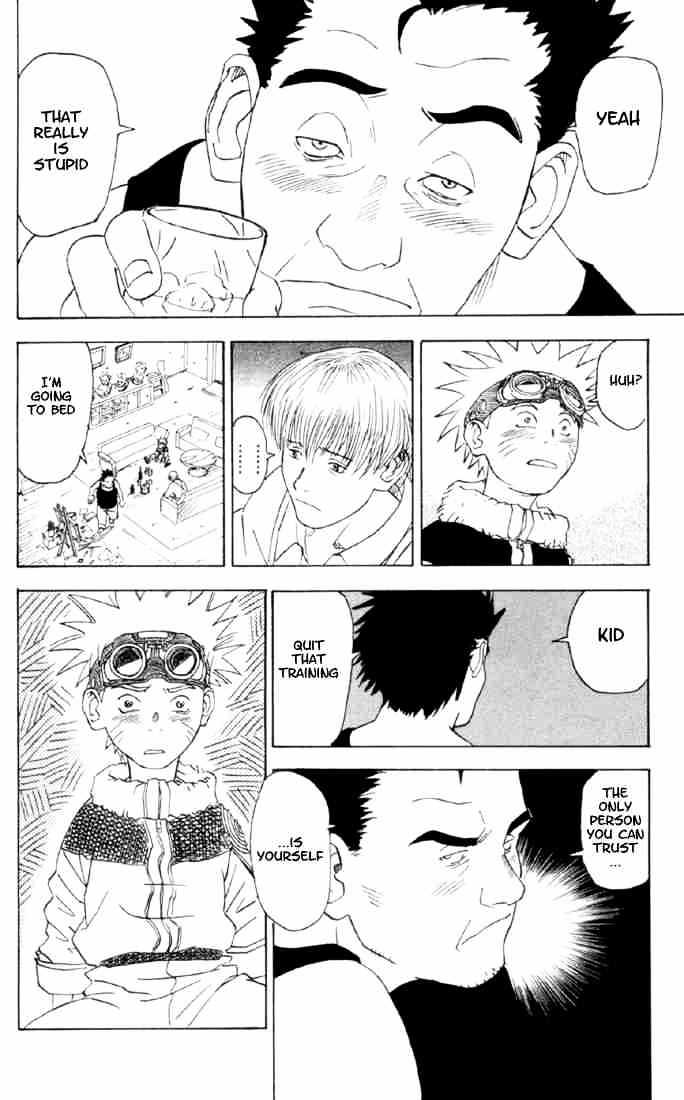 YEAH
THAT
REALLY
IS
STUPID
HUH?
......
I'M
GOING
TO BED
KID
QUIT
THAT
TRAINING
THE
ONLY
PERSON
YOU CAN
TRUST
...
...IS
YOURSELF